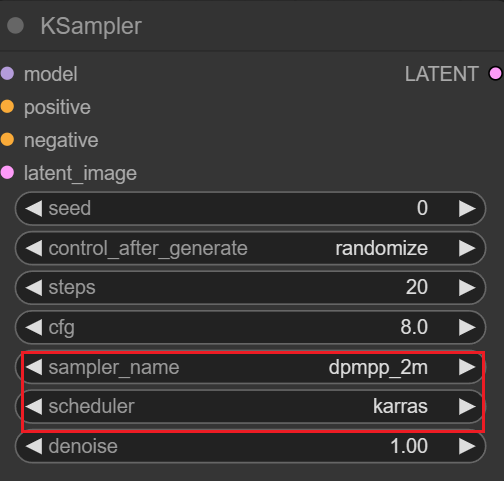 KSampler
model LATENT
positive
negative
latent_image
seed 0
control_after_generate randomize
steps 20
cfg 8.0
sampler_name dpmpp_2m
scheduler karras
denoise 1.00